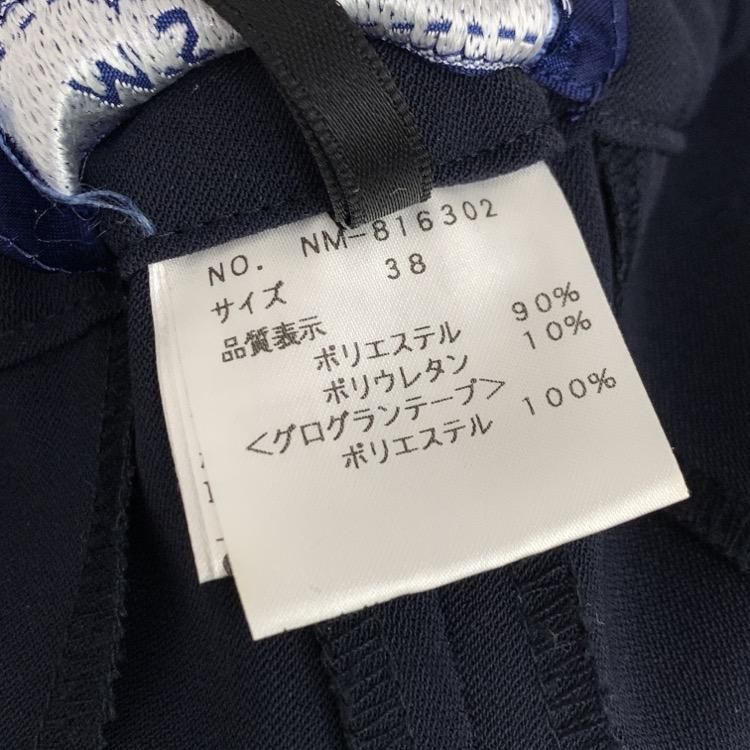 NO. NM-816302
サイズ 38
品質表示
ポリエステル 90%
ポリウレタン 10%
<グログランテープ>
ポリエステル 100%